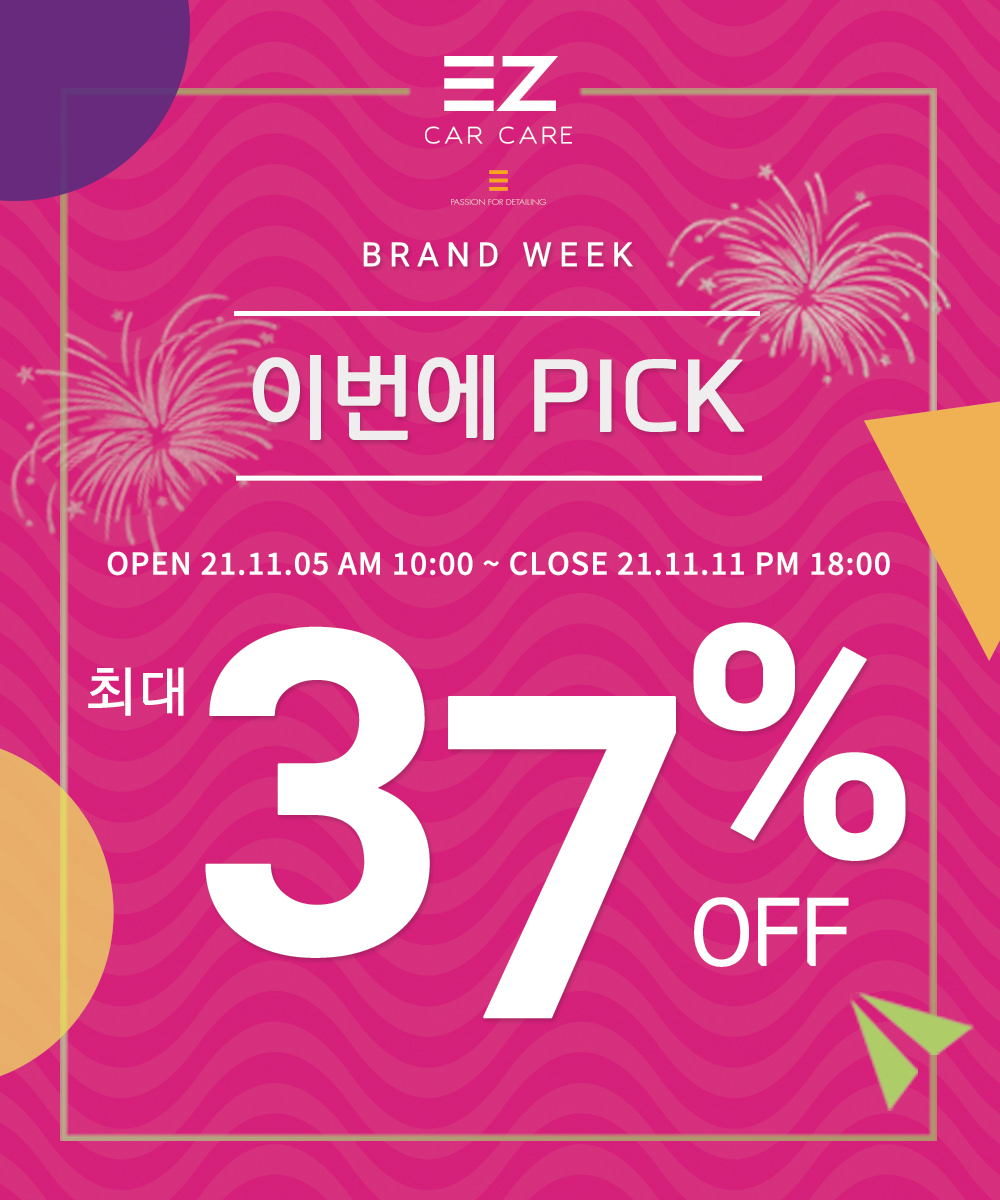 EZ
CAR CARE
PASSION FOR DETAILING
BRAND WEEK
이번에 PICK
OPEN 21.11.05 AM 10:00 ~ CLOSE 21.11.11 PM 18:00
최대 37%
OFF